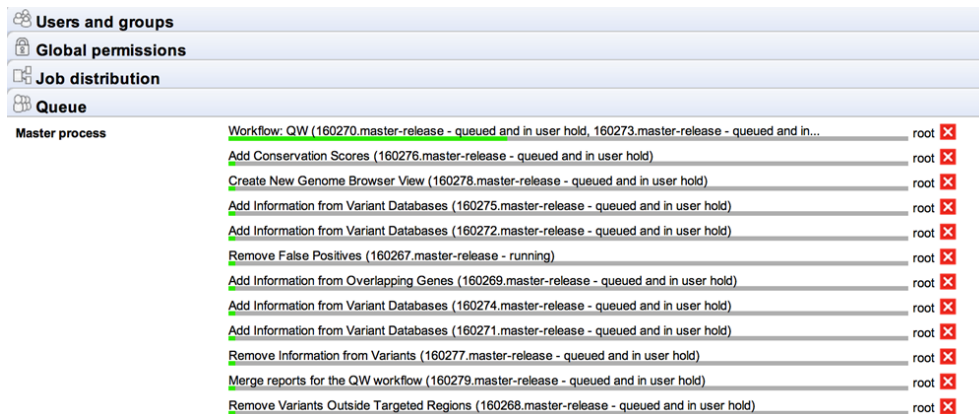 Users and groups
Global permissions
Job distribution
Queue
Master process
Workflow: QW (160270.master-release - queued and in user hold, 160273.master-release - queued and in... root
Add Conservation Scores (160276.master-release - queued and in user hold) root
Create New Genome Browser View (160278.master-release - queued and in user hold) root
Add Information from Variant Databases (160275.master-release - queued and in user hold) root
Add Information from Variant Databases (160272.master-release - queued and in user hold) root
Remove False Positives (160267.master-release - running) root
Add Information from Overlapping Genes (160269.master-release - queued and in user hold) root
Add Information from Variant Databases (160274.master-release - queued and in user hold) root
Add Information from Variant Databases (160271.master-release - queued and in user hold) root
Remove Information from Variants (160277.master-release - queued and in user hold) root
Merge reports for the QW workflow (160279.master-release - queued and in user hold) root
Remove Variants Outside Targeted Regions (160268.master-release - queued and in user hold) root